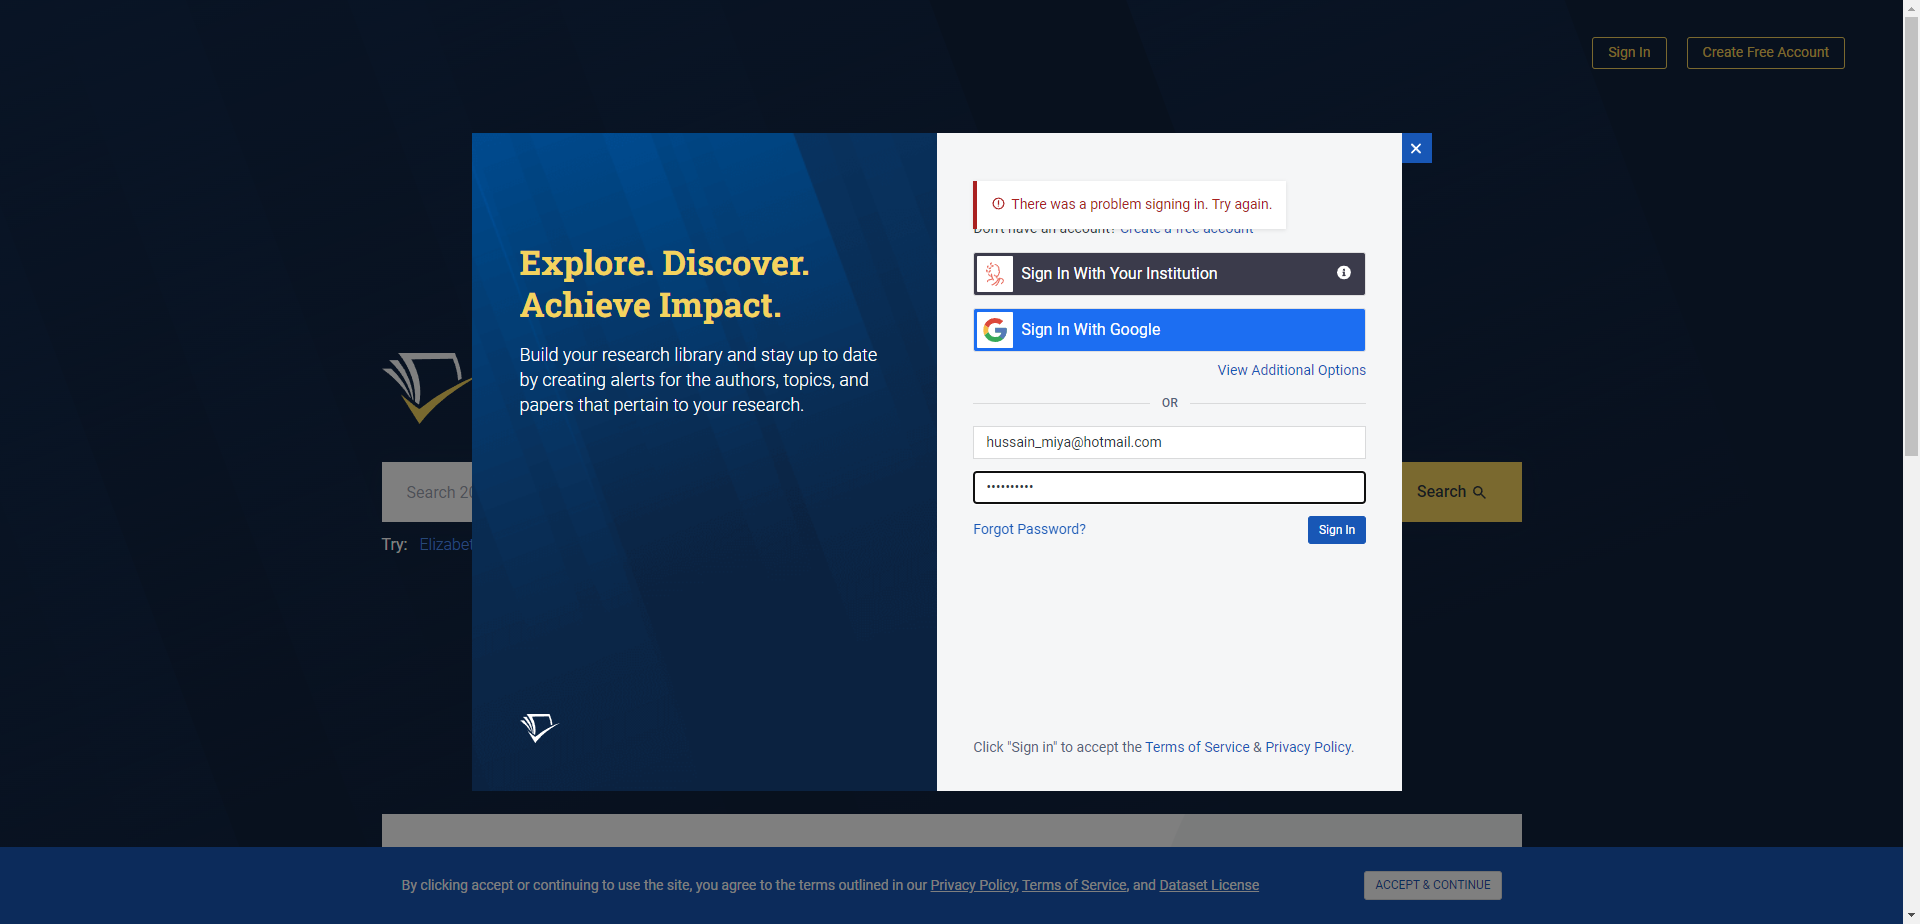 Sign In
Create Free Account
There was a problem signing in. Try again.
Don't have an account? Create a free account
Explore. Discover.
Achieve Impact.
Sign In With Your Institution
Sign In With Google
Build your research library and stay up to date
by creating alerts for the authors, topics, and
papers that pertain to your research.
View Additional Options
OR
hussain_miya@hotmail.com
••••••••••
Search 20
Search
Forgot Password?
Sign In
Try: Elizabet
Click "Sign in" to accept the Terms of Service & Privacy Policy.
By clicking accept or continuing to use the site, you agree to the terms outlined in our Privacy Policy, Terms of Service, and Dataset License
ACCEPT & CONTINUE